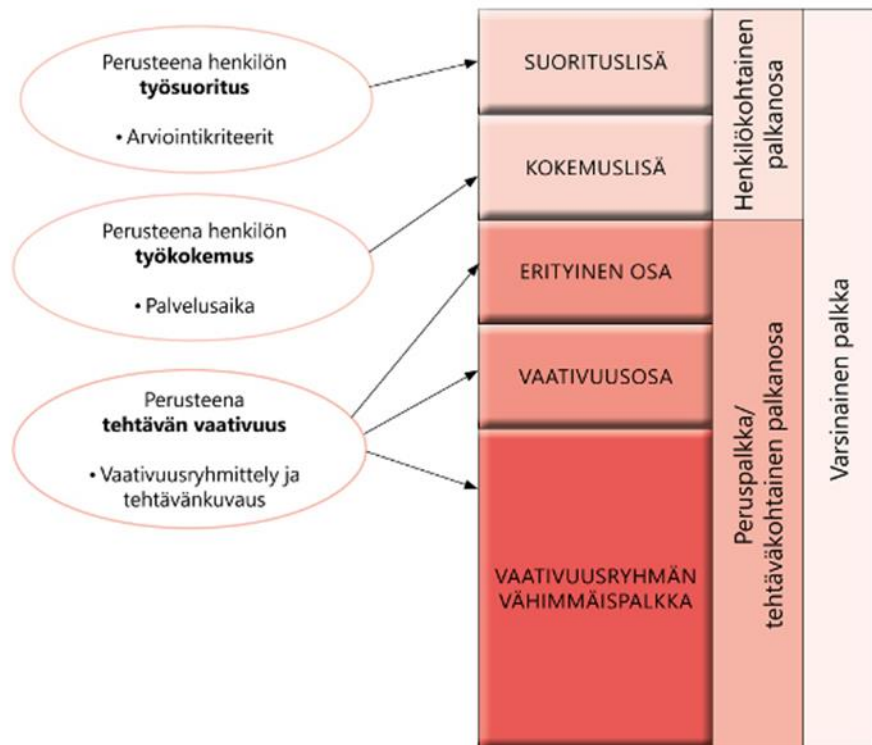 Perusteena henkilön
työsuoritus
• Arviointikriteerit
Perusteena henkilön
työkokemus
• Palvelusaika
Perusteena
tehtävän vaativuus
• Vaativuusryhmittely ja
tehtävänkuvaus
SUORITUSLISÄ
KOKEMUSLISÄ
ERITYINEN OSA
VAATIVUUSOSA
VAATIVUUSRYHMÄN
VÄHIMMÄISPALKKA
Henkilökohtainen
palkanosa
Peruspalkka/
tehtäväkohtainen palkanosa
Varsinainen palkka